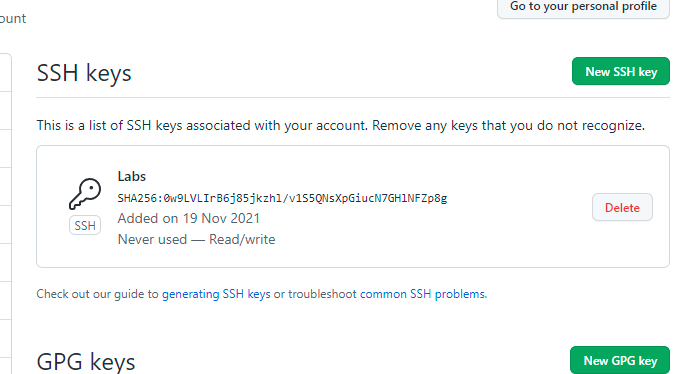 Go to your personal profile
ount
SSH keys
New SSH key
This is a list of SSH keys associated with your account. Remove any keys that you do not recognize.
Labs
SHA256:0w9LVLIrB6j85jkzhl/v1S5QNsXpGiucN7GHlNFZp8g
SSH
Added on 19 Nov 2021
Never used — Read/write
Delete
Check out our guide to generating SSH keys or troubleshoot common SSH problems.
GPG keys
New GPG key